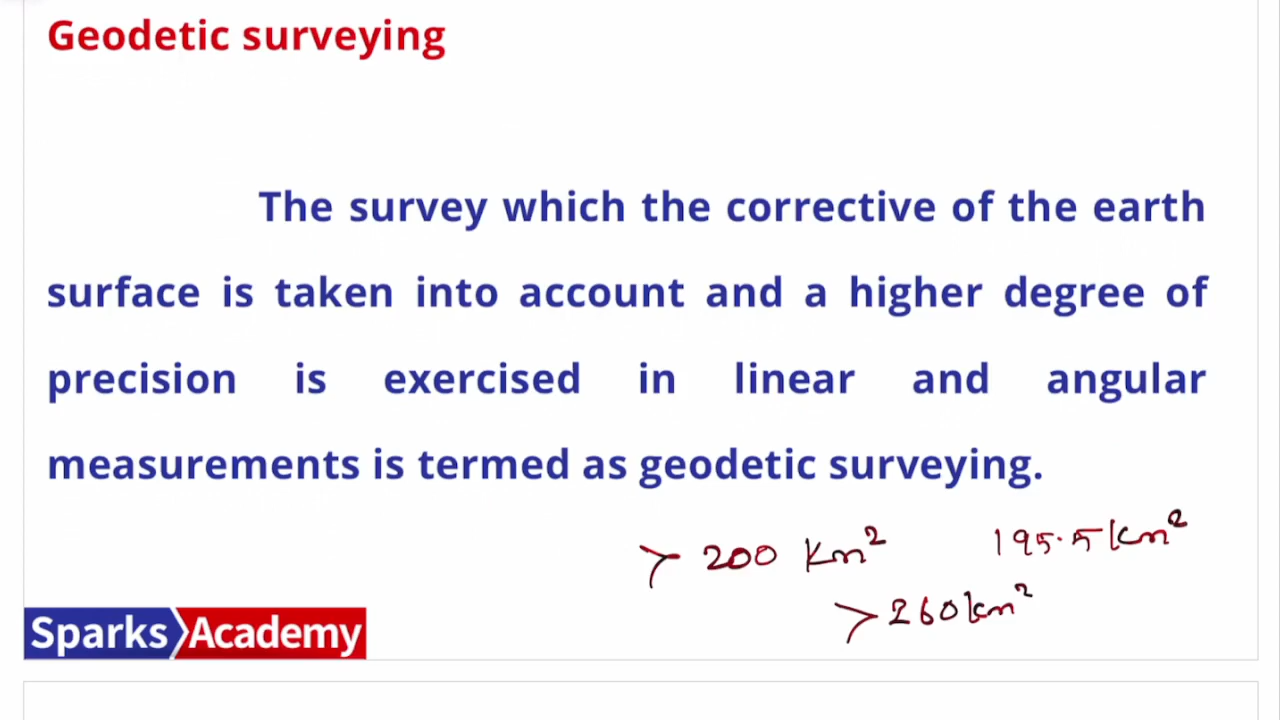 Geodetic surveying
The survey which the corrective of the earth
surface is taken into account and a higher degree of
precision is exercised in linear and angular
measurements is termed as geodetic surveying.
> 200 Km² 195.5 km²
> 260 km²
Sparks Academy